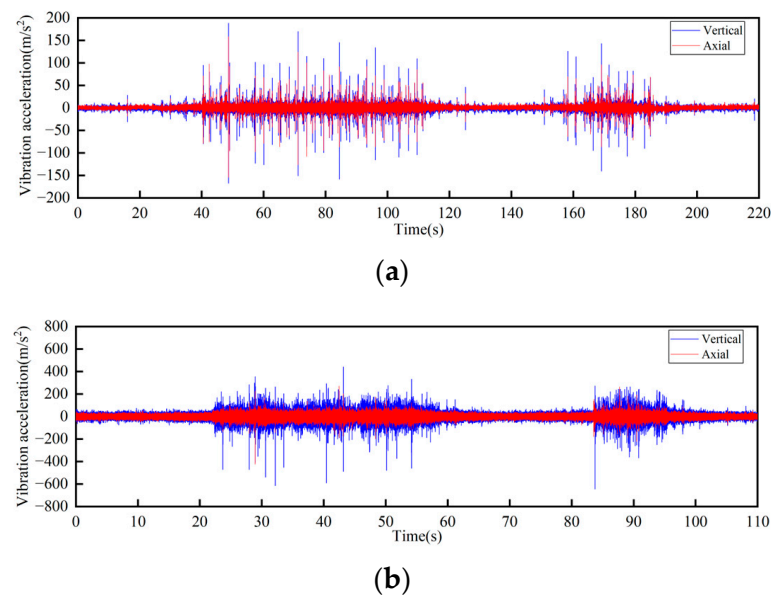 200
150
100
50
0
−50
−100
−150
−200
Vibration acceleration(m/s²)
Vertical
Axial
0 20 40 60 80 100 120 140 160 180 200 220
Time(s)
(a)
800
600
400
200
0
−200
−400
−600
−800
Vibration acceleration(m/s²)
Vertical
Axial
0 10 20 30 40 50 60 70 80 90 100 110
Time(s)
(b)